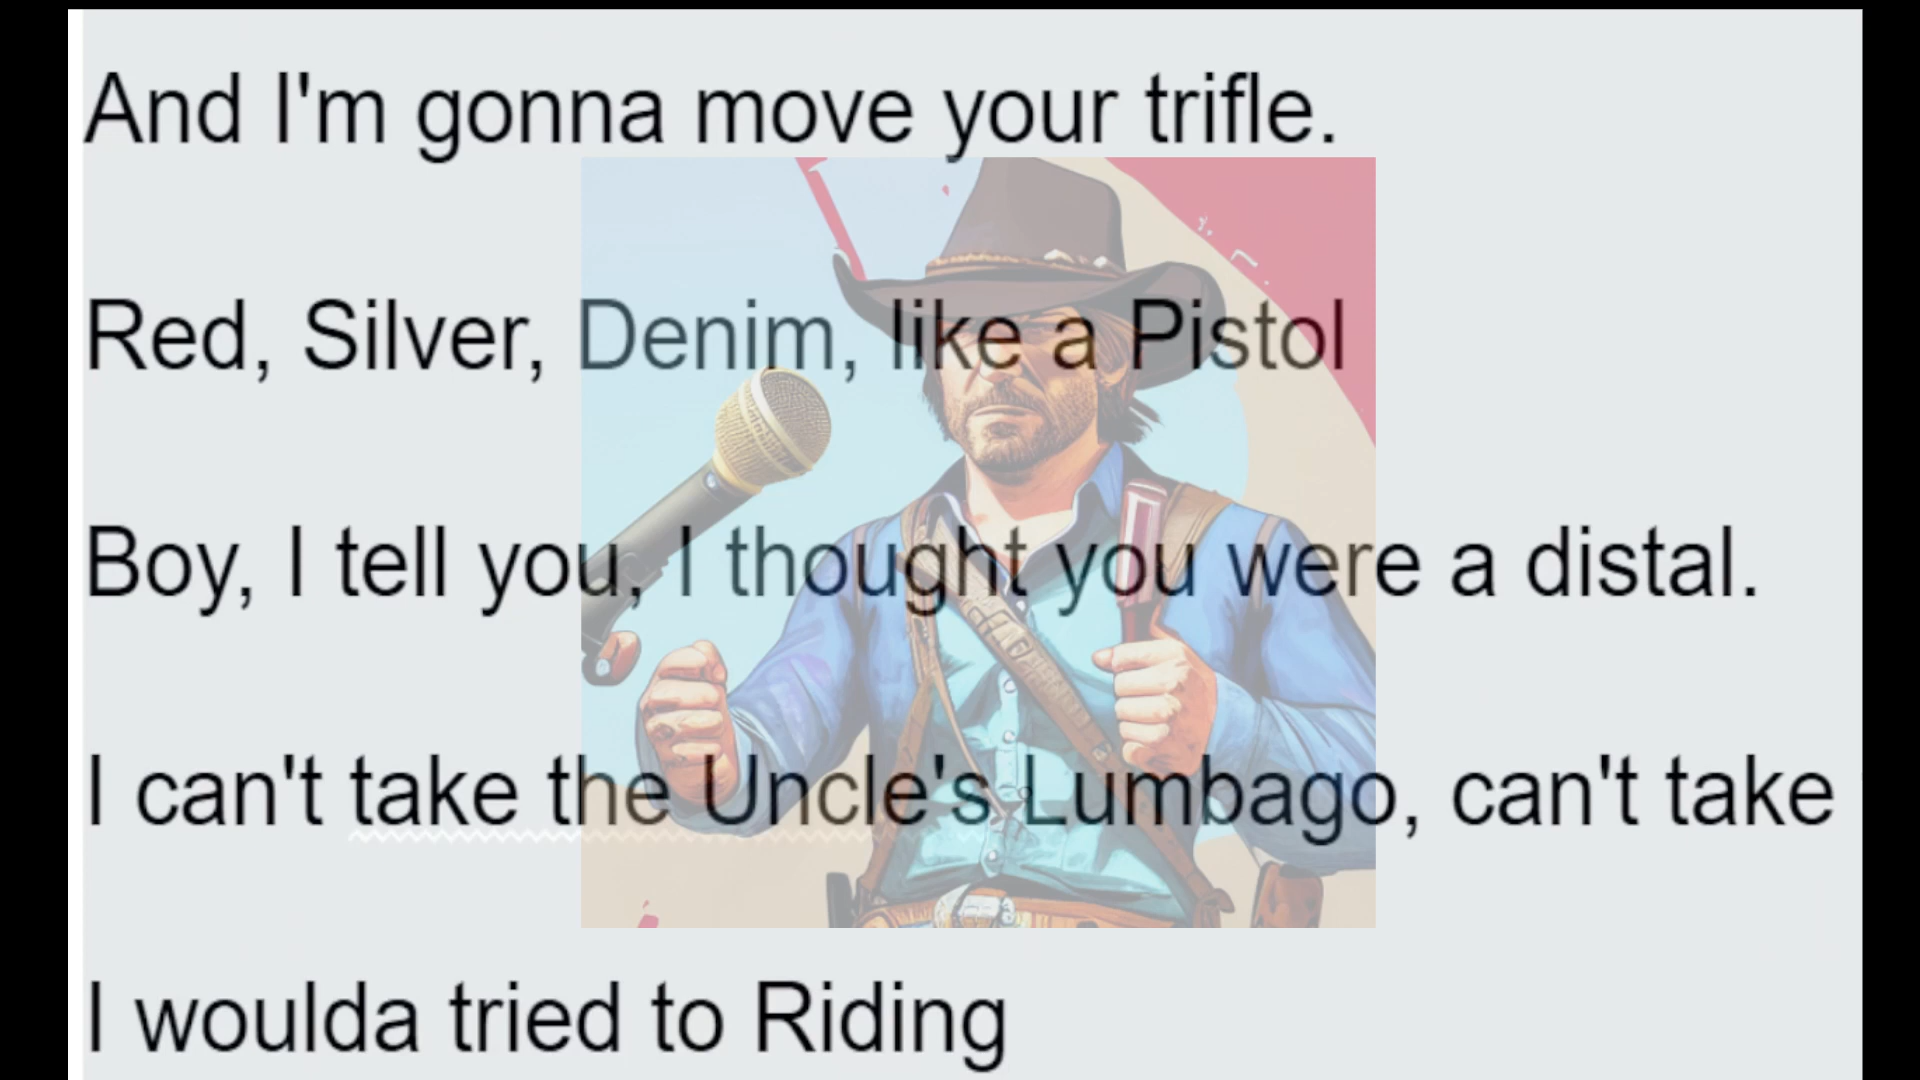 And I'm gonna move your trifle.
Red, Silver, Denim, like a Pistol
Boy, I tell you, I thought you were a distal.
I can't take the Uncle's Lumbago, can't take
I woulda tried to Riding